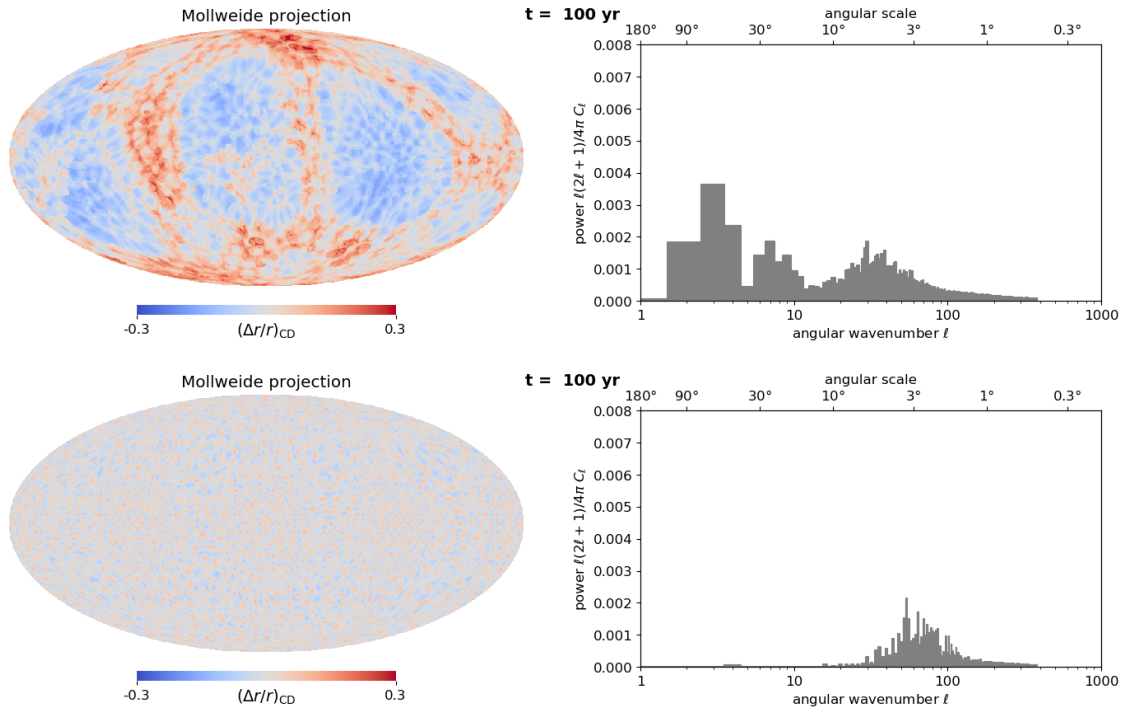 Mollweide projection
-0.3
0.3
(Δr/r)CD
t =  100 yr
angular scale
180° 90° 30° 10° 3° 1° 0.3°
0.008
0.007
0.006
0.005
0.004
0.003
0.002
0.001
0.000
power ℓ(2ℓ + 1)/4π Cℓ
1 10 100 1000
angular wavenumber ℓ
Mollweide projection
-0.3
0.3
(Δr/r)CD
t =  100 yr
angular scale
180° 90° 30° 10° 3° 1° 0.3°
0.008
0.007
0.006
0.005
0.004
0.003
0.002
0.001
0.000
power ℓ(2ℓ + 1)/4π Cℓ
1 10 100 1000
angular wavenumber ℓ